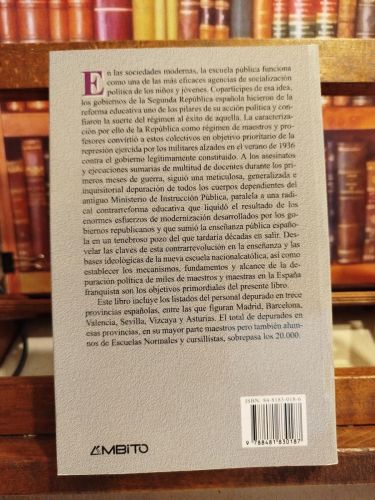 En las sociedades modernas, la escuela pública funciona
como una de las más eficaces agencias de socialización
política de los niños y jóvenes. Copartícipes de esa idea,
los gobiernos de la Segunda República española hicieron de la
reforma educativa uno de los pilares de su acción política y con-
fiaron la suerte del régimen al éxito de aquella. La caracteriza-
ción por ello de la República como régimen de maestros y pro-
fesores convirtió a estos colectivos en objetivo prioritario de la
represión ejercida por los militares alzados en el verano de 1936
contra el gobierno legítimamente constituido. A los asesinatos
y ejecuciones sumarias de multitud de docentes durante los pri-
meros meses de guerra, siguió una meticulosa, generalizada e
inquisitorial depuración de todos los cuerpos dependientes del
antiguo Ministerio de Instrucción Pública, paralela a una radi-
cal contrarreforma educativa que liquidó el resultado de los
enormes esfuerzos de modernización desarrollados por los go-
biernos republicanos y que sumió la enseñanza pública españo-
la en un tenebroso pozo del que tardaría décadas en salir. Desve-
lar las claves de esta contrarrevolución en la enseñanza y las
bases ideológicas de la nueva escuela nacionalcatólica, así como
establecer los mecanismos, fundamentos y alcance de la de-
puración política de miles de maestros y maestras en la España
franquista son los objetivos primordiales del presente libro.
Este libro incluye los listados del personal depurado en trece
provincias españolas, entre las que figuran Madrid, Barcelona,
Valencia, Sevilla, Vizcaya y Asturias. El total de depurados en
esas provincias, en su mayor parte maestros pero también alum-
nos de Escuelas Normales y cursillistas, sobrepasa los 20.000.
ISBN. 84-8183-018-6
9 788481 830187
ÁMBITO